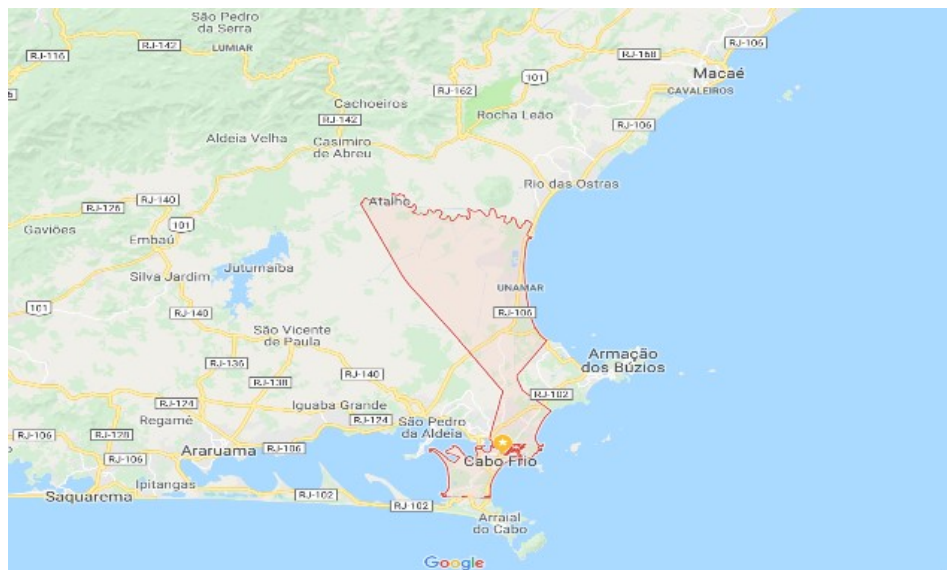 São Pedro
da Serra
RJ-142
LUMIAR
RJ-116
RJ-106
RJ-168
Macaé
CAVALEIROS
101
RJ-162
Cachoeiros
RJ-142
Rocha Leão
RJ-106
Aldeia Velha
Casimiro
de Abreu
Rio das Ostras
RJ-140
RJ-126
Atalho
Gaviões
101
Embaú
Silva Jardim
Juturnaíba
UNAMAR
101
RJ-140
RJ-106
São Vicente
de Paula
Armação
dos Búzios
RJ-136
RJ-138
RJ-140
RJ-102
RJ-124
Iguaba Grande
Regamé
RJ-124
São Pedro
da Aldeia
RJ-106
RJ-128
Araruama
RJ-106
RJ-106
Cabo Frio
Ipitangas
Saquarema
RJ-102
RJ-102
Arraial
do Cabo
Google